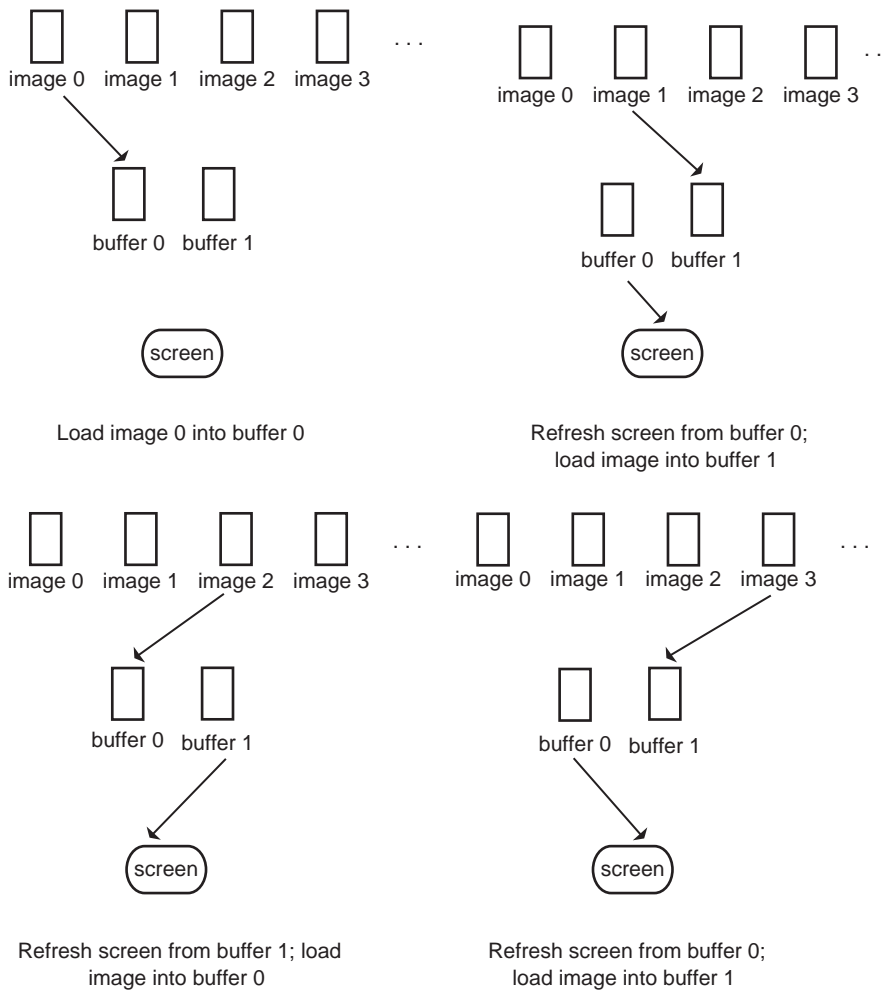 image 0 image 1 image 2 image 3 . . .
buffer 0 buffer 1
screen
Load image 0 into buffer 0
image 0 image 1 image 2 image 3 . .
buffer 0 buffer 1
screen
Refresh screen from buffer 0;
load image into buffer 1
image 0 image 1 image 2 image 3 . . .
buffer 0 buffer 1
screen
Refresh screen from buffer 1; load
image into buffer 0
image 0 image 1 image 2 image 3 . . .
buffer 0 buffer 1
screen
Refresh screen from buffer 0;
load image into buffer 1